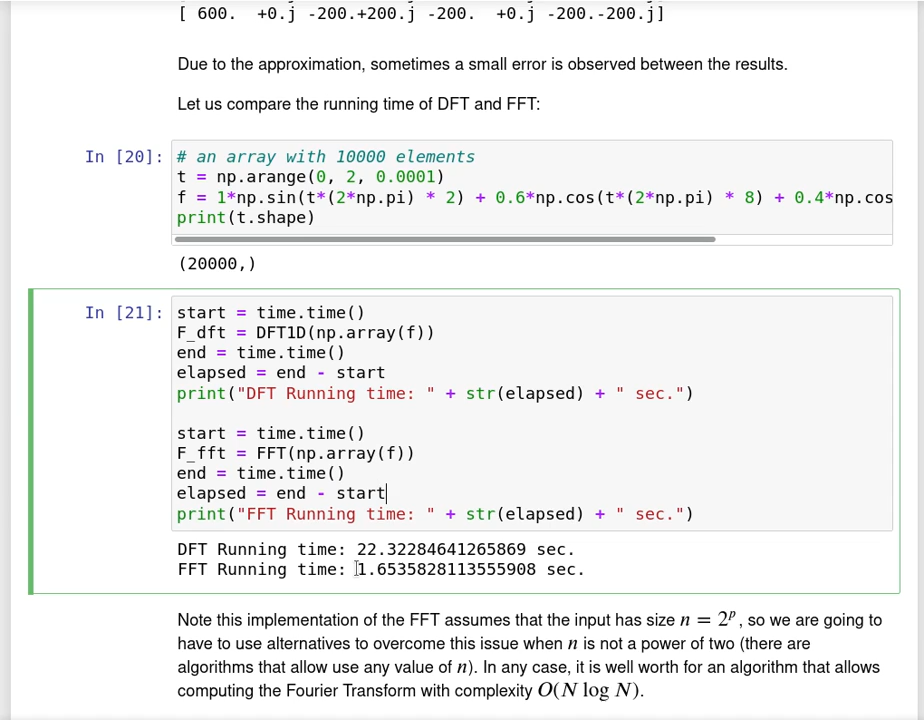 [ 600. +0.j -200.+200.j -200. +0.j -200.-200.j]
Due to the approximation, sometimes a small error is observed between the results.
Let us compare the running time of DFT and FFT:
In [20]: # an array with 10000 elements
t = np.arange(0, 2, 0.0001)
f = 1*np.sin(t*(2*np.pi) * 2) + 0.6*np.cos(t*(2*np.pi) * 8) + 0.4*np.cos
print(t.shape)
(20000,)
In [21]: start = time.time()
F_dft = DFT1D(np.array(f))
end = time.time()
elapsed = end - start
print("DFT Running time: " + str(elapsed) + " sec.")
start = time.time()
F_fft = FFT(np.array(f))
end = time.time()
elapsed = end - start
print("FFT Running time: " + str(elapsed) + " sec.")
DFT Running time: 22.32284641265869 sec.
FFT Running time: 1.6535828113555908 sec.
Note this implementation of the FFT assumes that the input has size n = 2^p, so we are going to
have to use alternatives to overcome this issue when n is not a power of two (there are
algorithms that allow use any value of n). In any case, it is well worth for an algorithm that allows
computing the Fourier Transform with complexity O(N log N).